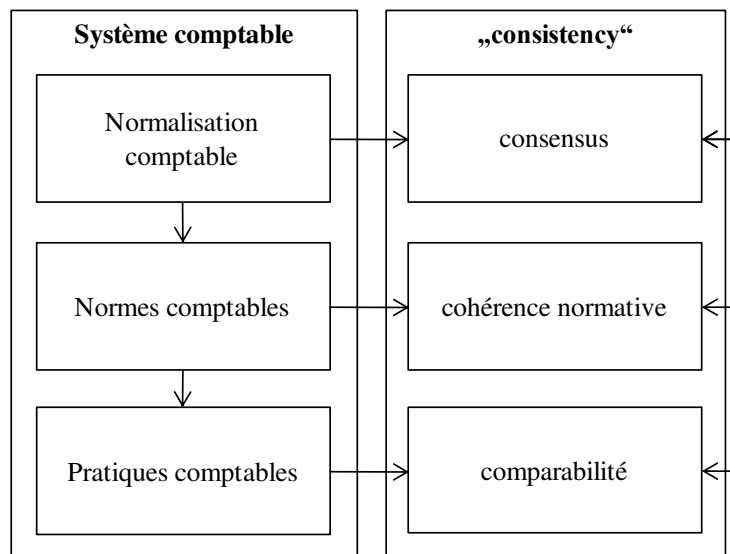 Système comptable
„consistency“
Normalisation
comptable
consensus
Normes comptables
cohérence normative
Pratiques comptables
comparabilité